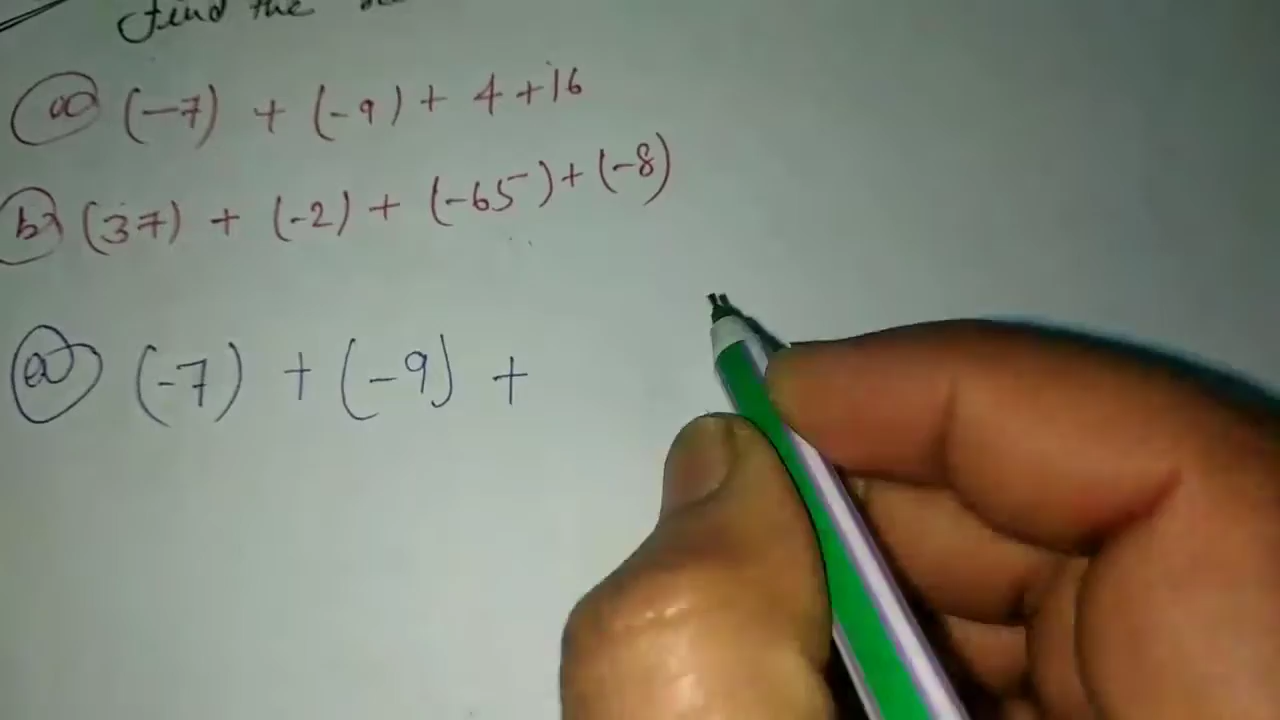 find the
(a) (-7) + (-9) + 4 + 16
(b) (37) + (-2) + (-65) + (-8)
(a) (-7) + (-9) +